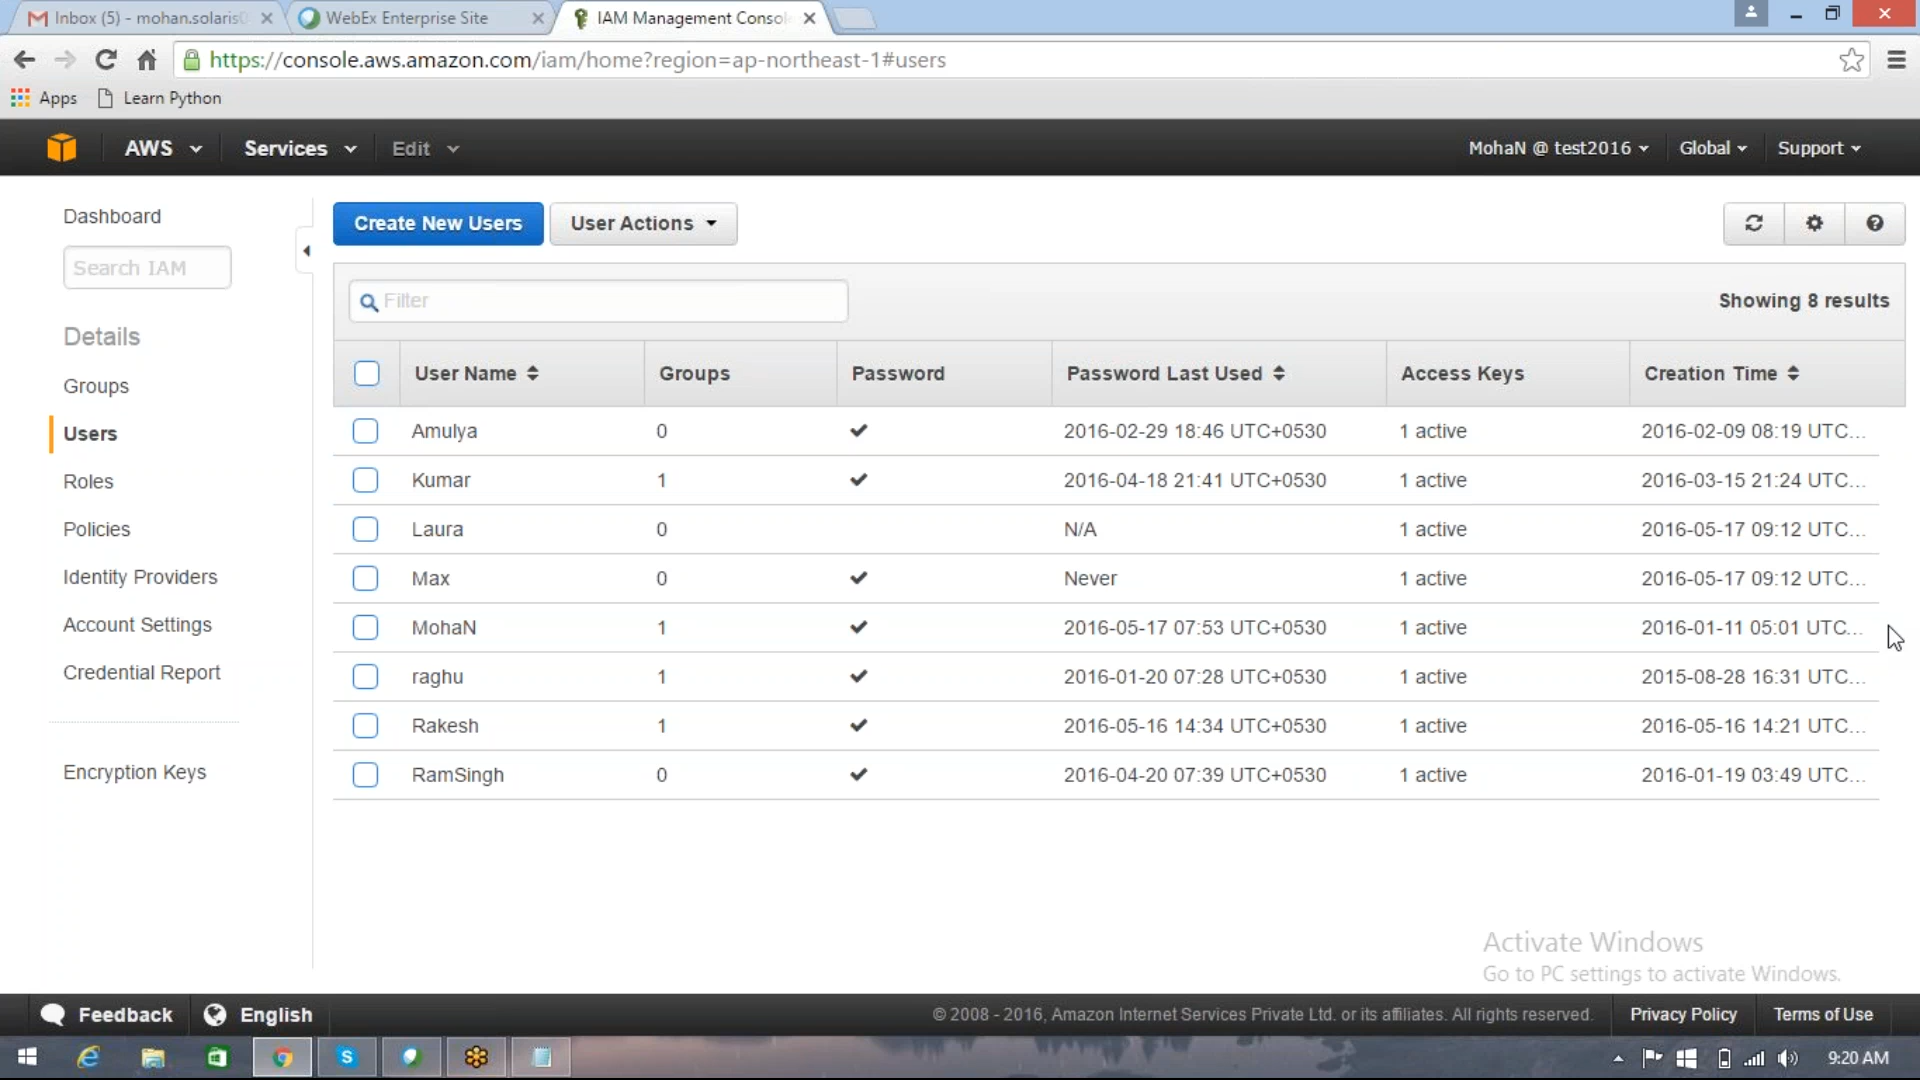 Inbox (5) - mohan.solaris
WebEx Enterprise Site
IAM Management Consol
https://console.aws.amazon.com/iam/home?region=ap-northeast-1#users
Apps
Learn Python
AWS
Services
Edit
MohaN @ test2016
Global
Support
Dashboard
Search IAM
Details
Groups
Users
Roles
Policies
Identity Providers
Account Settings
Credential Report
Encryption Keys
Create New Users
User Actions
Filter
Showing 8 results
User Name Groups Password Password Last Used Access Keys Creation Time
Amulya 0 ✔ 2016-02-29 18:46 UTC+0530 1 active 2016-02-09 08:19 UTC...
Kumar 1 ✔ 2016-04-18 21:41 UTC+0530 1 active 2016-03-15 21:24 UTC...
Laura 0 N/A 1 active 2016-05-17 09:12 UTC...
Max 0 ✔ Never 1 active 2016-05-17 09:12 UTC...
MohaN 1 ✔ 2016-05-17 07:53 UTC+0530 1 active 2016-01-11 05:01 UTC...
raghu 1 ✔ 2016-01-20 07:28 UTC+0530 1 active 2015-08-28 16:31 UTC...
Rakesh 1 ✔ 2016-05-16 14:34 UTC+0530 1 active 2016-05-16 14:21 UTC...
RamSingh 0 ✔ 2016-04-20 07:39 UTC+0530 1 active 2016-01-19 03:49 UTC...
Activate Windows
Go to PC settings to activate Windows.
Feedback
English
© 2008 - 2016, Amazon Internet Services Private Ltd. or its affiliates. All rights reserved.
Privacy Policy
Terms of Use
9:20 AM